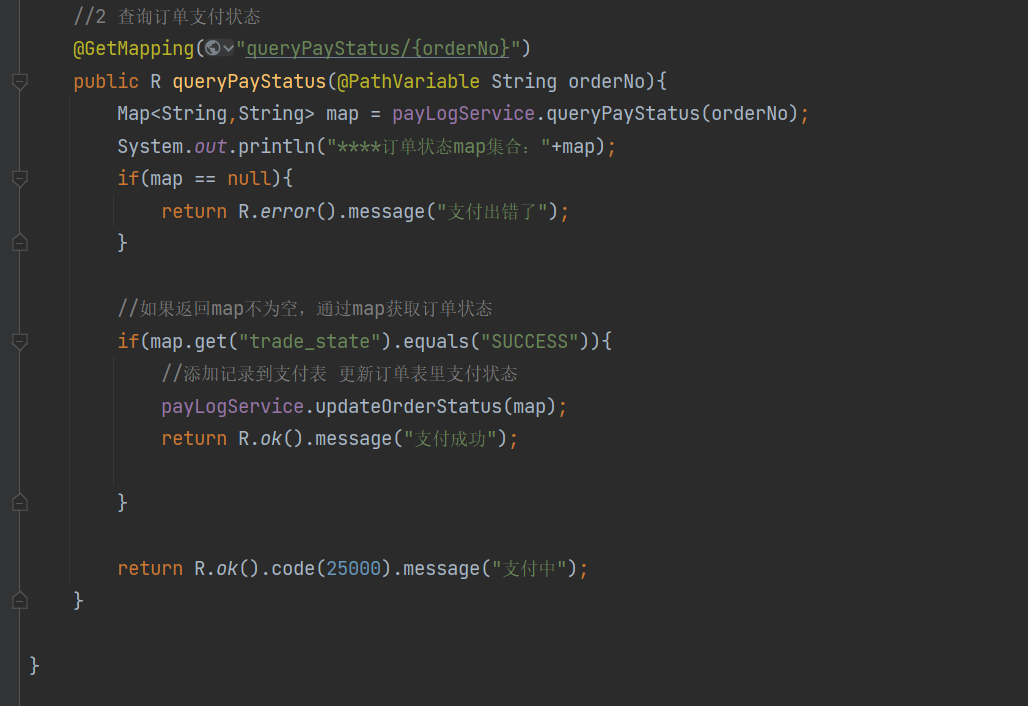 //2 查询订单支付状态
@GetMapping("queryPayStatus/{orderNo}")
public R queryPayStatus(@PathVariable String orderNo){
Map<String,String> map = payLogService.queryPayStatus(orderNo);
System.out.println("****订单状态map集合："+map);
if(map == null){
return R.error().message("支付出错了");
}
//如果返回map不为空，通过map获取订单状态
if(map.get("trade_state").equals("SUCCESS")){
//添加记录到支付表 更新订单表里支付状态
payLogService.updateOrderStatus(map);
return R.ok().message("支付成功");
}
return R.ok().code(25000).message("支付中");
}
}